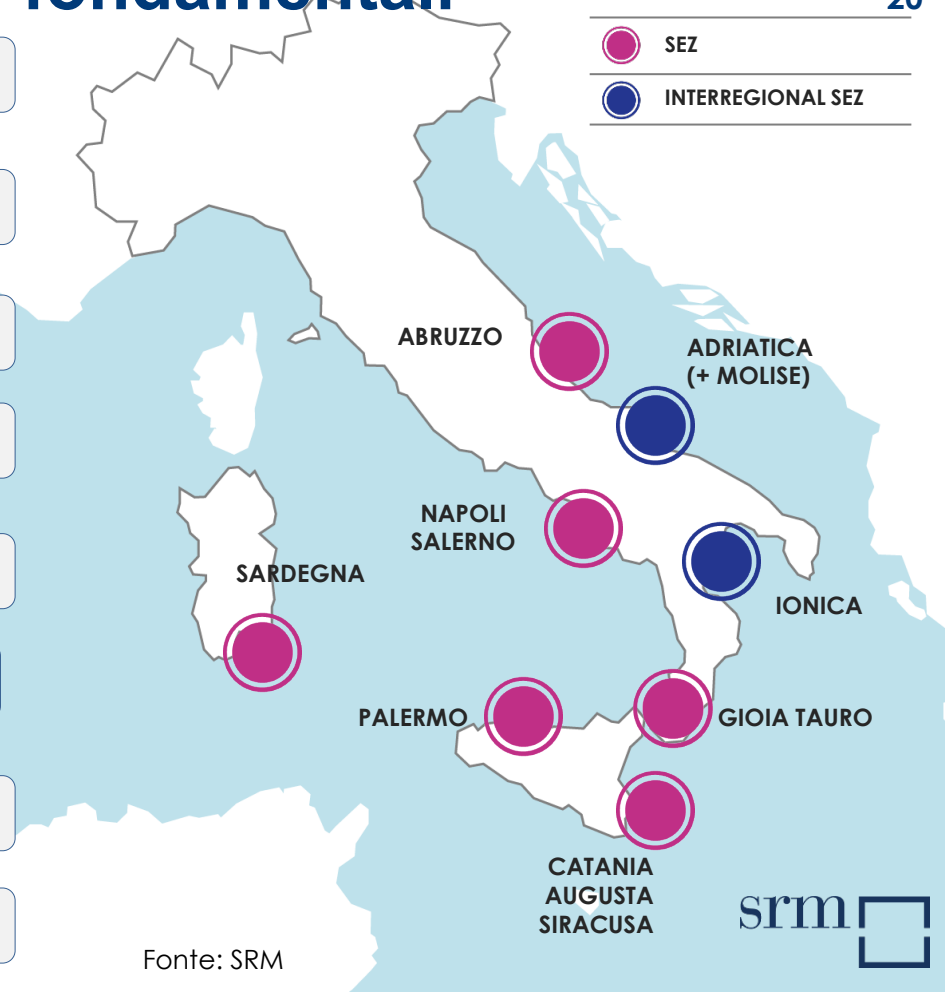 fondamentali
20
SEZ
INTERREGIONAL SEZ
ABRUZZO
ADRIATICA
(+ MOLISE)
NAPOLI
SALERNO
SARDEGNA
IONICA
PALERMO
GIOIA TAURO
CATANIA
AUGUSTA
SIRACUSA
srm
Fonte: SRM